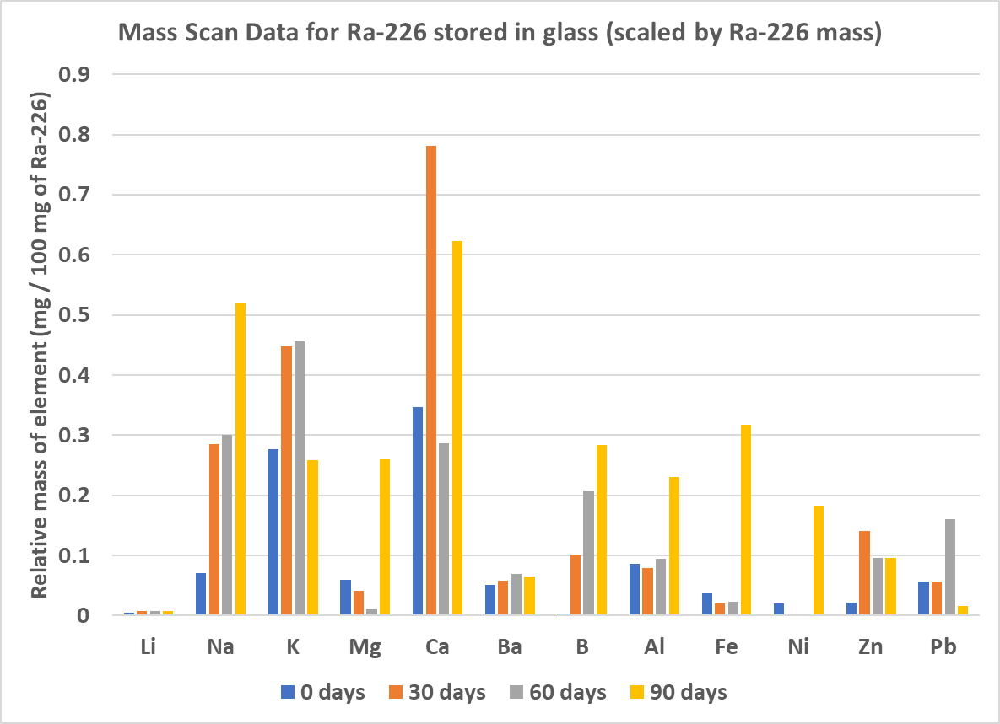 Mass Scan Data for Ra-226 stored in glass (scaled by Ra-226 mass)
Relative mass of element (mg / 100 mg of Ra-226)
0.9
0.8
0.7
0.6
0.5
0.4
0.3
0.2
0.1
0
Li Na K Mg Ca Ba B Al Fe Ni Zn Pb
0 days 30 days 60 days 90 days